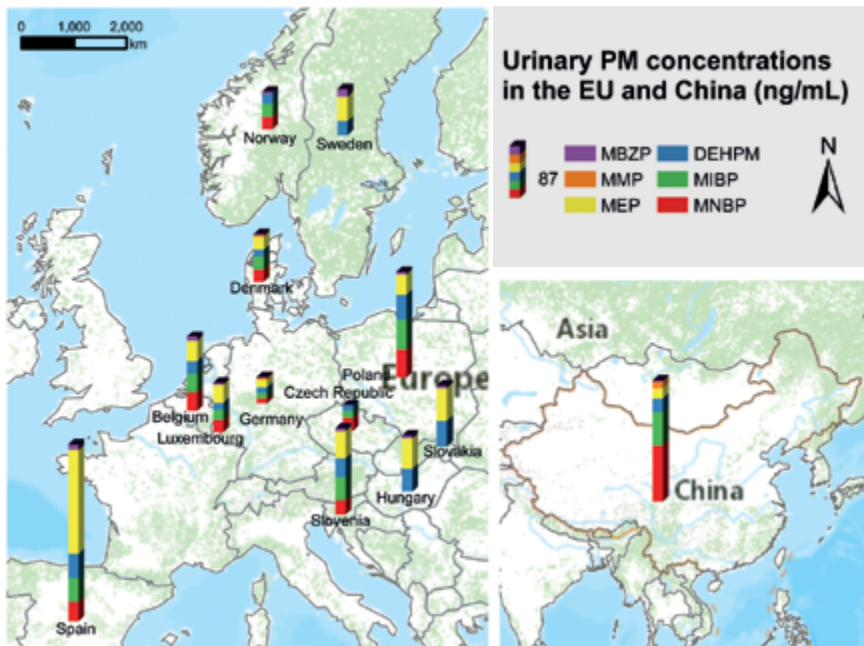 0 1,000 2,000
km
Norway
Sweden
Denmark
Poland
Europe
Czech Republic
Belgium
Germany
Luxembourg
Slovakia
Hungary
Slovenia
Spain
Urinary PM concentrations
in the EU and China (ng/mL)
N
87
MBZP DEHPM
MMP MIBP
MEP MNBP
Asia
China